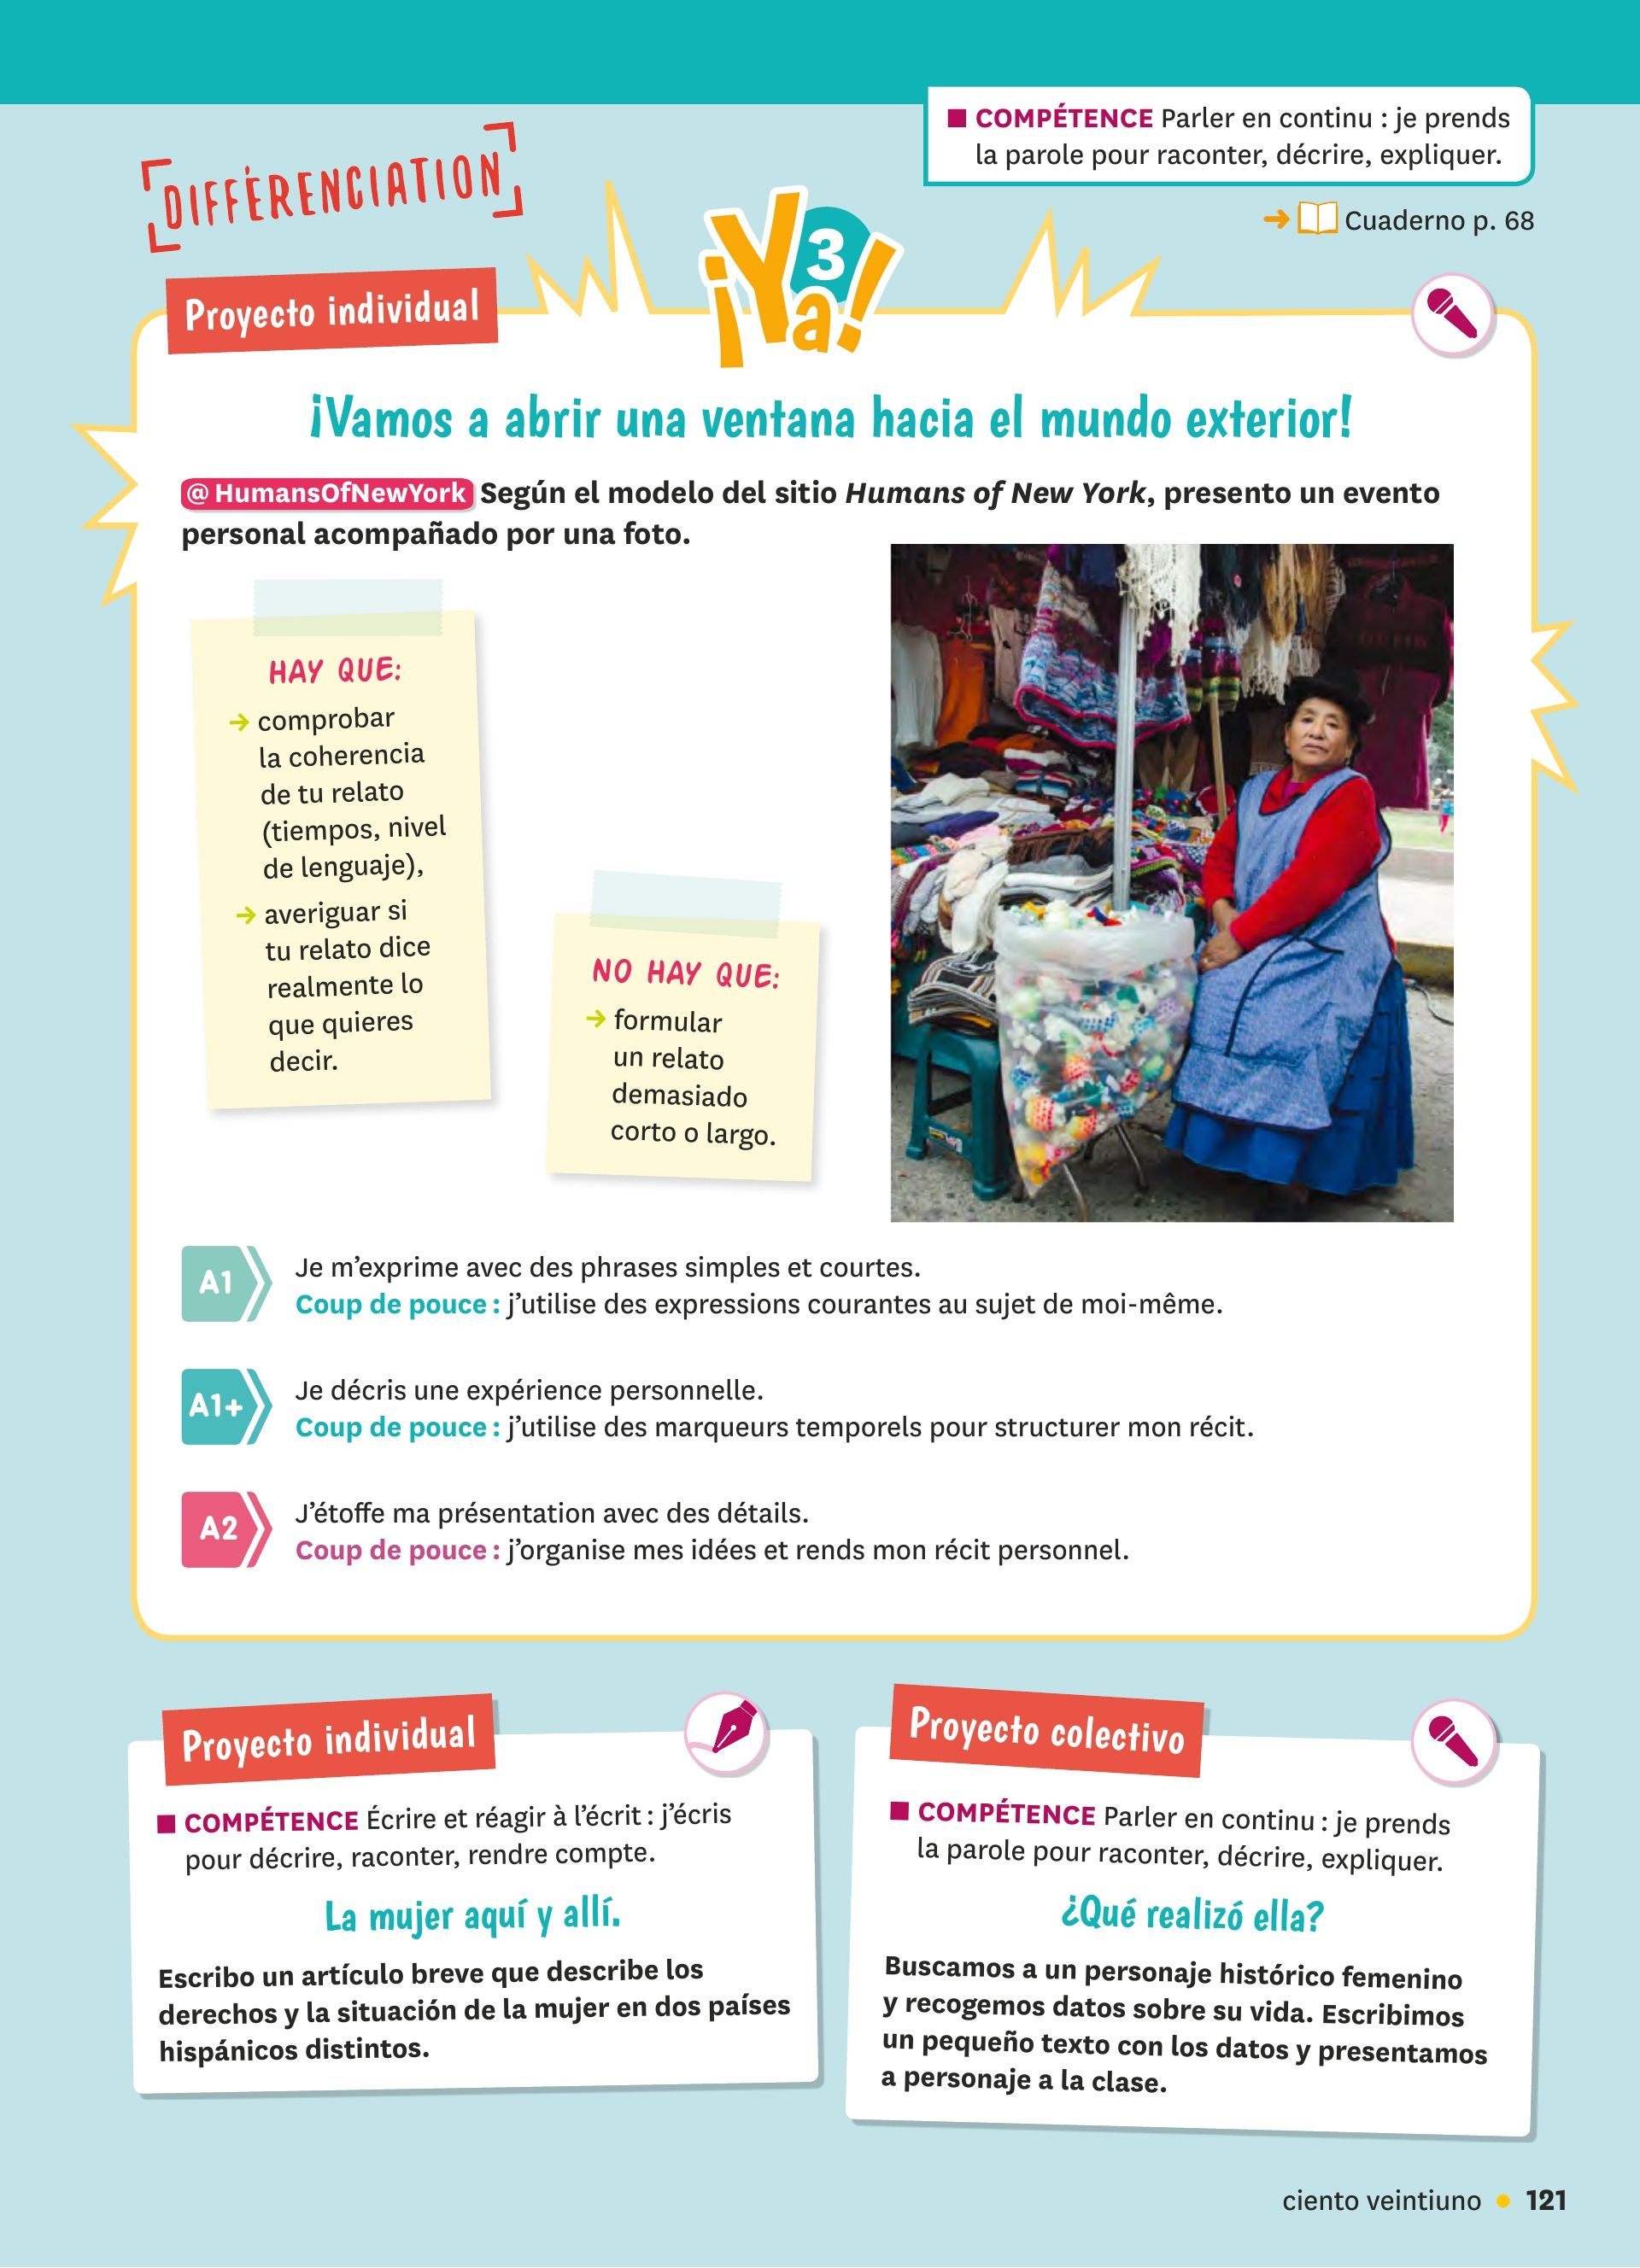 COMPÉTENCE Parler en continu : je prends
la parole pour raconter, décrire, expliquer.
DIFFÉRENCIATION
Cuaderno p. 68
¡Ya! 3
Proyecto individual
¡Vamos a abrir una ventana hacia el mundo exterior!
@HumansOfNewYork Según el modelo del sitio Humans of New York, presento un evento
personal acompañado por una foto.
HAY QUE:
→ comprobar
la coherencia
de tu relato
(tiempos, nivel
de lenguaje),
→ averiguar si
tu relato dice
realmente lo
que quieres
decir.
NO HAY QUE:
→ formular
un relato
demasiado
corto o largo.
A1
Je m’exprime avec des phrases simples et courtes.
Coup de pouce : j’utilise des expressions courantes au sujet de moi-même.
A1+
Je décris une expérience personnelle.
Coup de pouce : j’utilise des marqueurs temporels pour structurer mon récit.
A2
J’étoffe ma présentation avec des détails.
Coup de pouce : j’organise mes idées et rends mon récit personnel.
Proyecto individual
COMPÉTENCE Écrire et réagir à l’écrit : j’écris
pour décrire, raconter, rendre compte.
La mujer aquí y allí.
Escribo un artículo breve que describe los
derechos y la situación de la mujer en dos países
hispánicos distintos.
Proyecto colectivo
COMPÉTENCE Parler en continu : je prends
la parole pour raconter, décrire, expliquer.
¿Qué realizó ella?
Buscamos a un personaje histórico femenino
y recogemos datos sobre su vida. Escribimos
un pequeño texto con los datos y presentamos
a personaje a la clase.
ciento veintiuno • 121